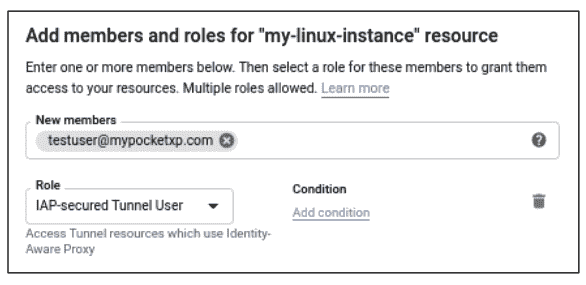 Add members and roles for "my-linux-instance" resource
Enter one or more members below. Then select a role for these members to grant them
access to your resources. Multiple roles allowed. Learn more
New members
testuser@mypocketxp.com
Role
IAP-secured Tunnel User
Condition
Add condition
Access Tunnel resources which use Identity-
Aware Proxy